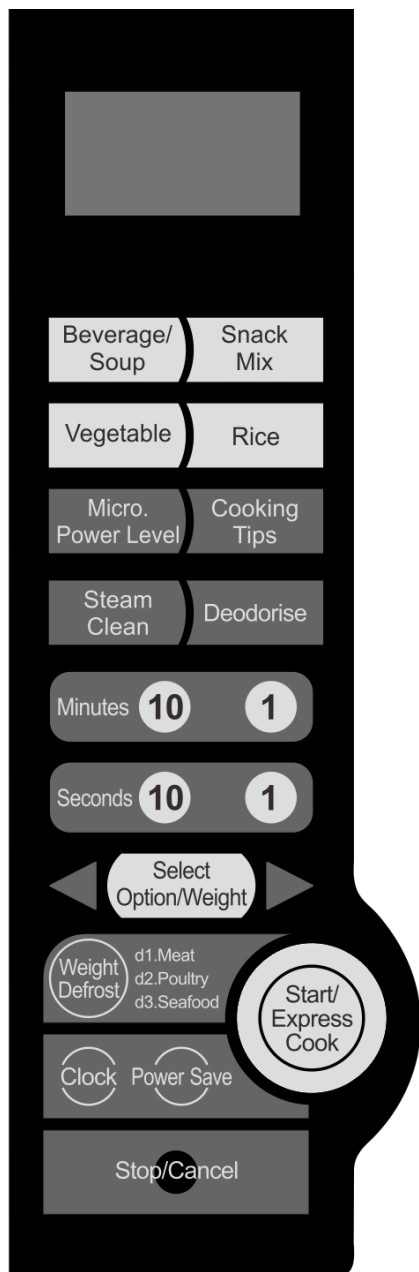 Beverage/
Soup
Snack
Mix
Vegetable
Rice
Micro.
Power Level
Cooking
Tips
Steam
Clean
Deodorise
Minutes 10 1
Seconds 10 1
Select
Option/Weight
Weight
Defrost
d1.Meat
d2.Poultry
d3.Seafood
Start/
Express
Cook
Clock
Power Save
Stop/Cancel